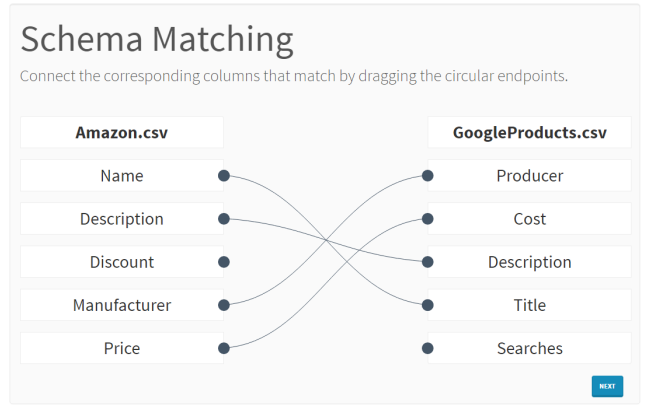 Schema Matching
Connect the corresponding columns that match by dragging the circular endpoints.
Amazon.csv GoogleProducts.csv
Name Producer
Description Cost
Discount Description
Manufacturer Title
Price Searches
NEXT